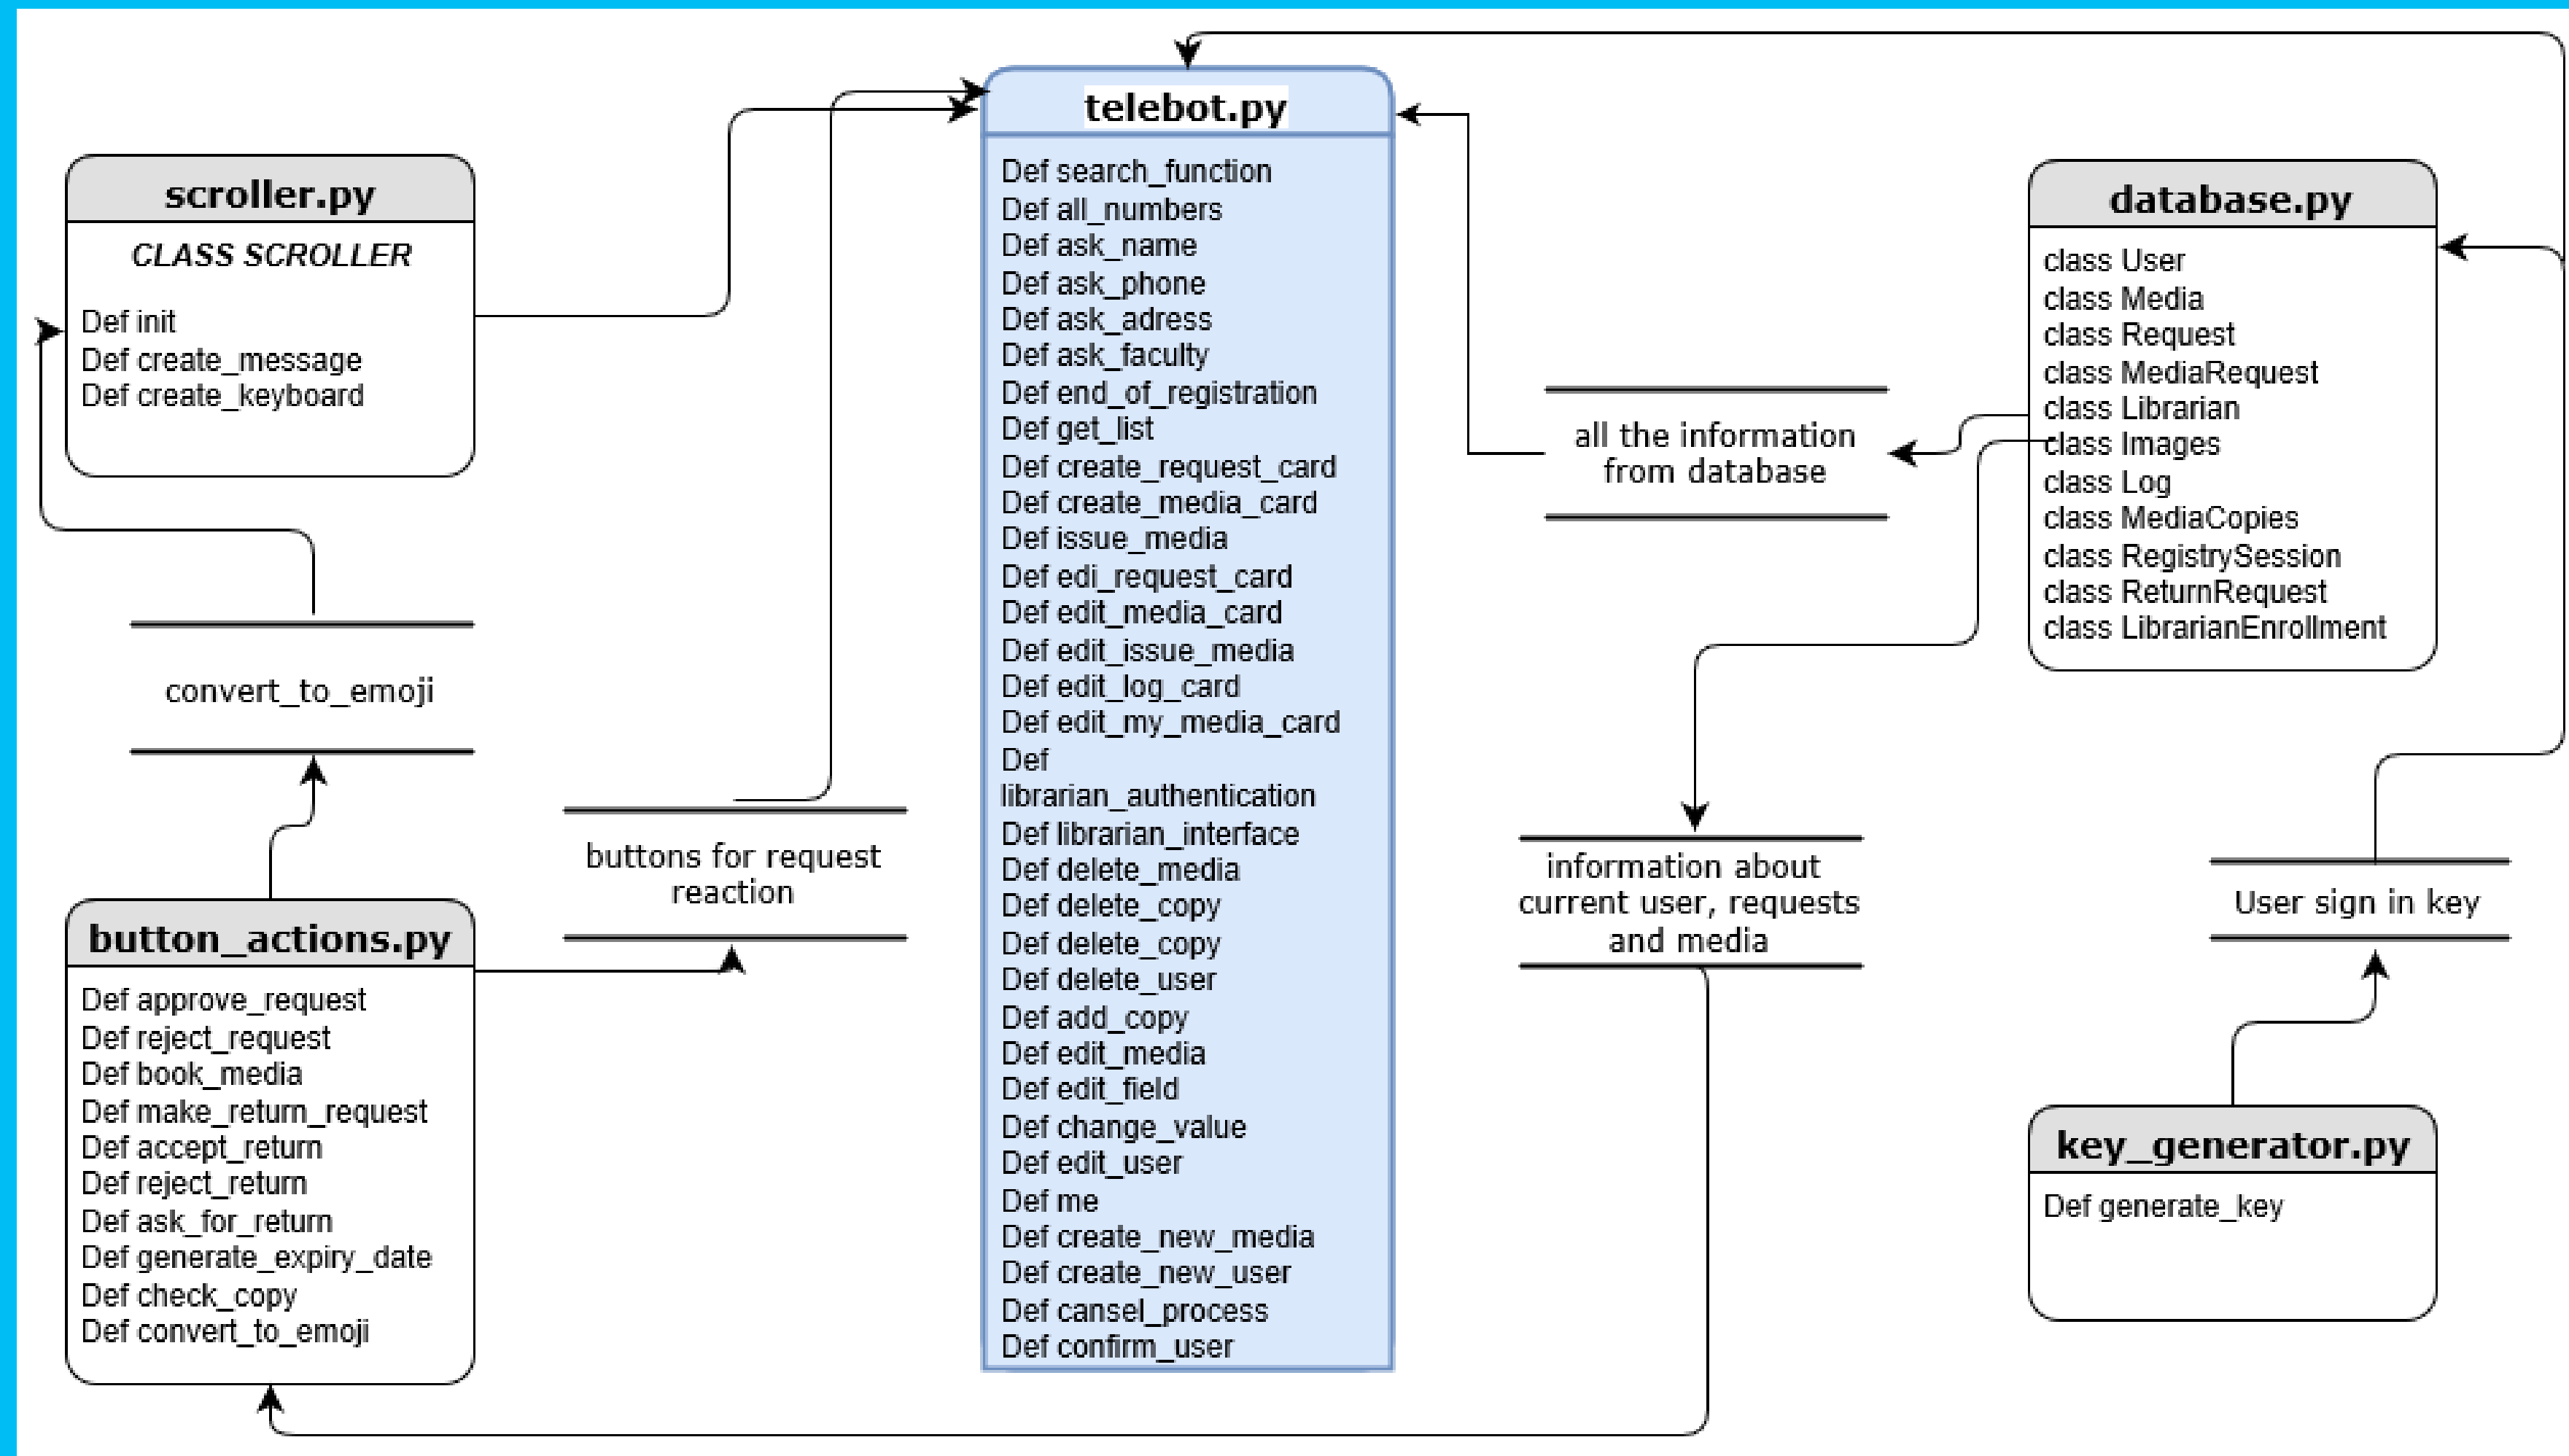 scroller.py
CLASS SCROLLER
Def init
Def create_message
Def create_keyboard
convert_to_emoji
button_actions.py
Def approve_request
Def reject_request
Def book_media
Def make_return_request
Def accept_return
Def reject_return
Def ask_for_return
Def generate_expiry_date
Def check_copy
Def convert_to_emoji
buttons for request
reaction
telebot.py
Def search_function
Def all_numbers
Def ask_name
Def ask_phone
Def ask_adress
Def ask_faculty
Def end_of_registration
Def get_list
Def create_request_card
Def create_media_card
Def issue_media
Def edi_request_card
Def edit_media_card
Def edit_issue_media
Def edit_log_card
Def edit_my_media_card
Def
librarian_authentication
Def librarian_interface
Def delete_media
Def delete_copy
Def delete_copy
Def delete_user
Def add_copy
Def edit_media
Def edit_field
Def change_value
Def edit_user
Def me
Def create_new_media
Def create_new_user
Def cansel_process
Def confirm_user
all the information
from database
information about
current user, requests
and media
database.py
class User
class Media
class Request
class MediaRequest
class Librarian
class Images
class Log
class MediaCopies
class RegistrySession
class ReturnRequest
class LibrarianEnrollment
User sign in key
key_generator.py
Def generate_key